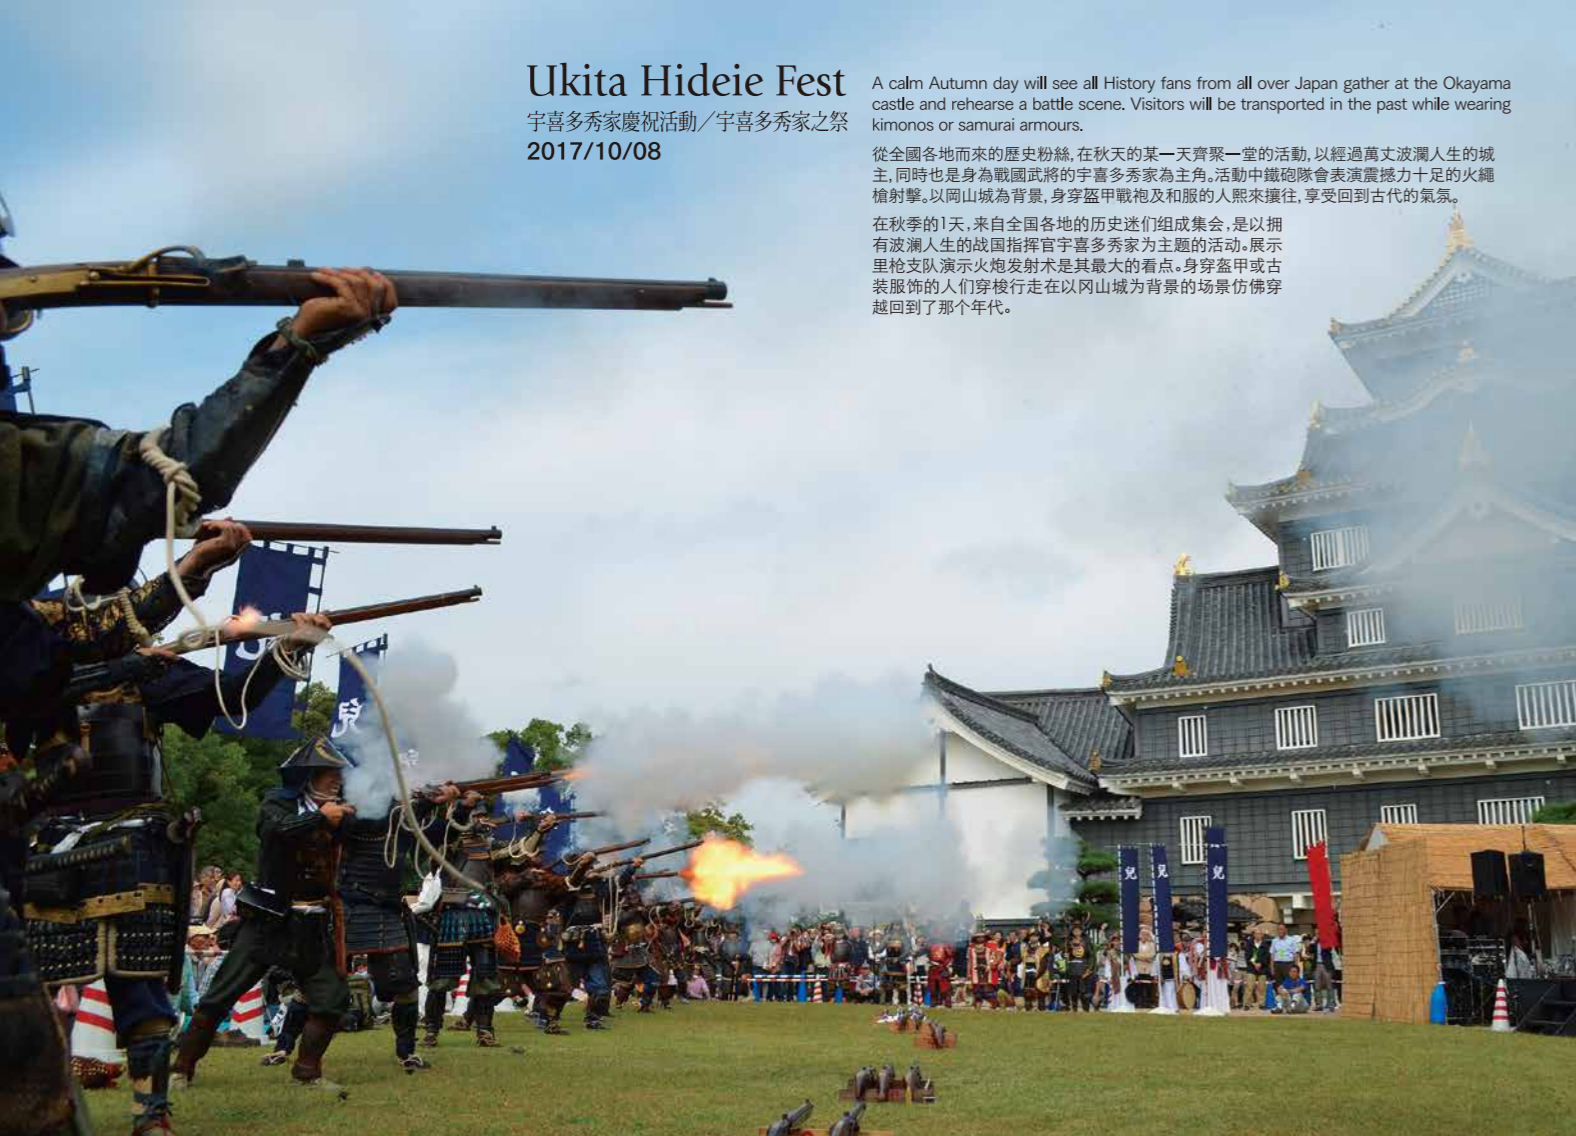 Ukita Hideie Fest
宇喜多秀家慶祝活動／宇喜多秀家之祭
2017/10/08
A calm Autumn day will see all History fans from all over Japan gather at the Okayama
castle and rehearse a battle scene. Visitors will be transported in the past while wearing
kimonos or samurai armours.
從全國各地而來的歷史粉絲,在秋天的某一天齊聚一堂的活動,以經過萬丈波瀾人生的城
主,同時也是身為戰國武將的宇喜多秀家為主角。活動中鐵砲隊會表演震撼力十足的火繩
槍射擊。以岡山城為背景,身穿盔甲戰袍及和服的人熙來攘往,享受回到古代的氣氛。
在秋季的1天,来自全国各地的历史迷们组成集会,是以拥
有波澜人生的战国指挥官宇喜多秀家为主题的活动。展示
里枪支队演示火炮发射术是其最大的看点。身穿盔甲或古
装服饰的人们穿梭行走在以冈山城为背景的场景仿佛穿
越回到了那个年代。
兒
兒
兒
兒